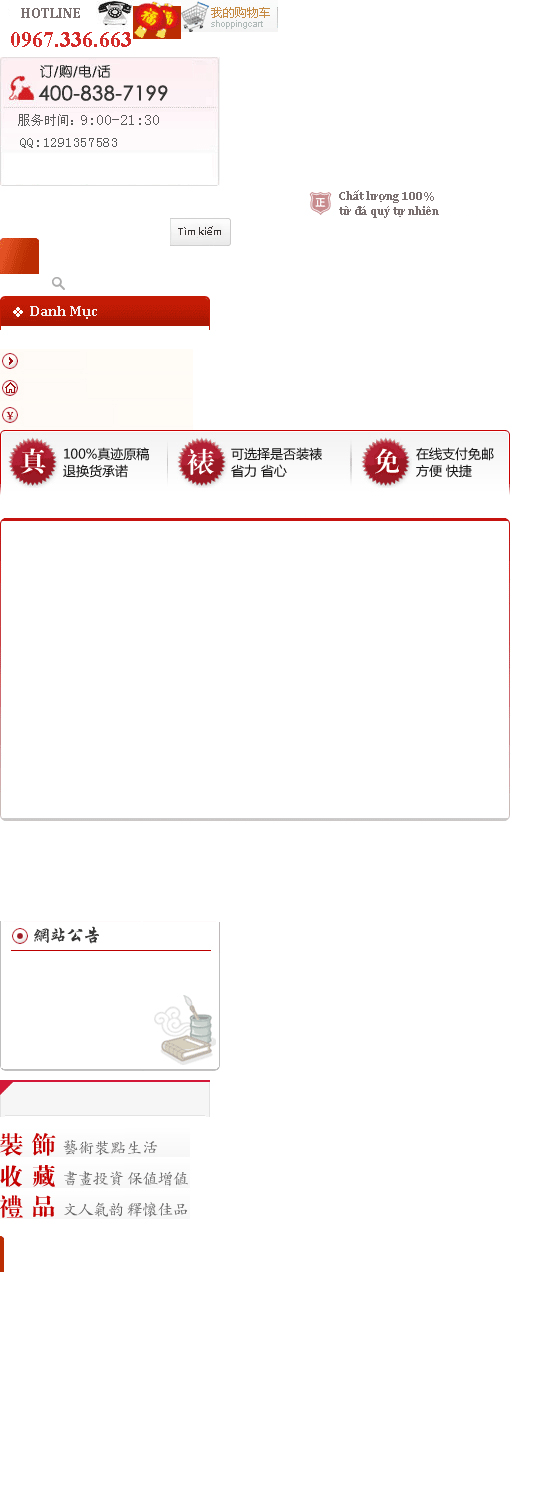 HOTLINE
0967.336.663
福
我的购物车
shoppingcart
订/购/电/话
400-838-7199
服务时间：9:00-21:30
QQ:1291357583
正
Chất lượng 100%
từ đá quý tự nhiên
Tìm kiếm
Danh Mục
¥
真 100%真迹原稿
退换货承诺
裱 可选择是否装裱
省力 省心
免 在线支付免邮
方便 快捷
網站公告
裝 飾 藝術裝點生活
收 藏 書畫投資 保值增值
禮 品 文人氣韵 釋懷佳品